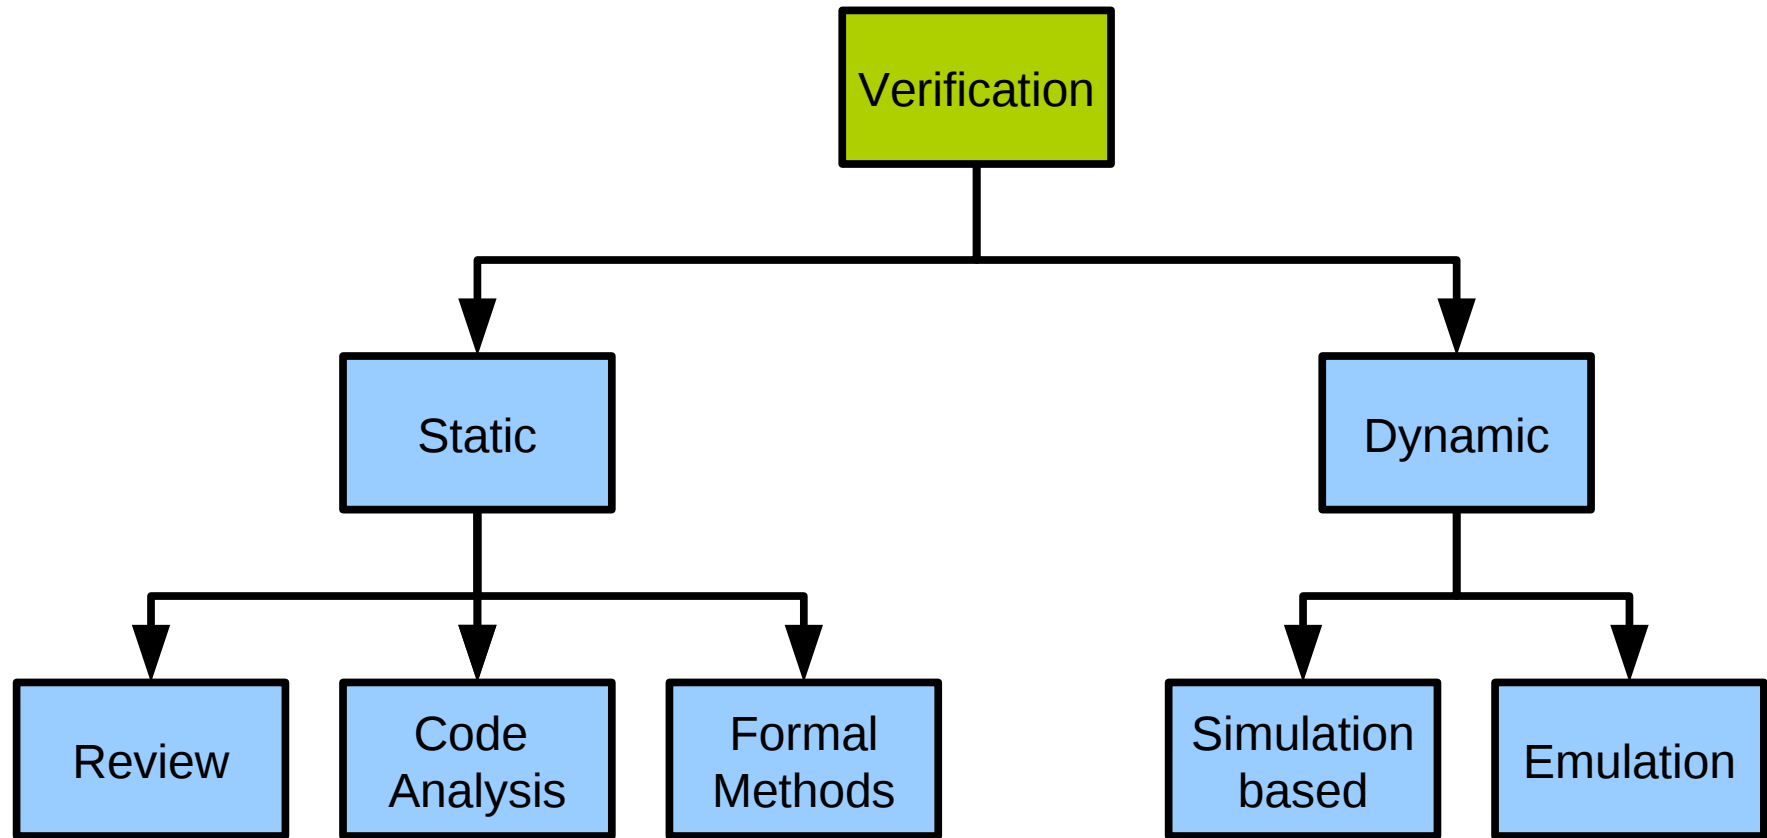 Verification
Static
Dynamic
Review
Code
Analysis
Formal
Methods
Simulation
based
Emulation